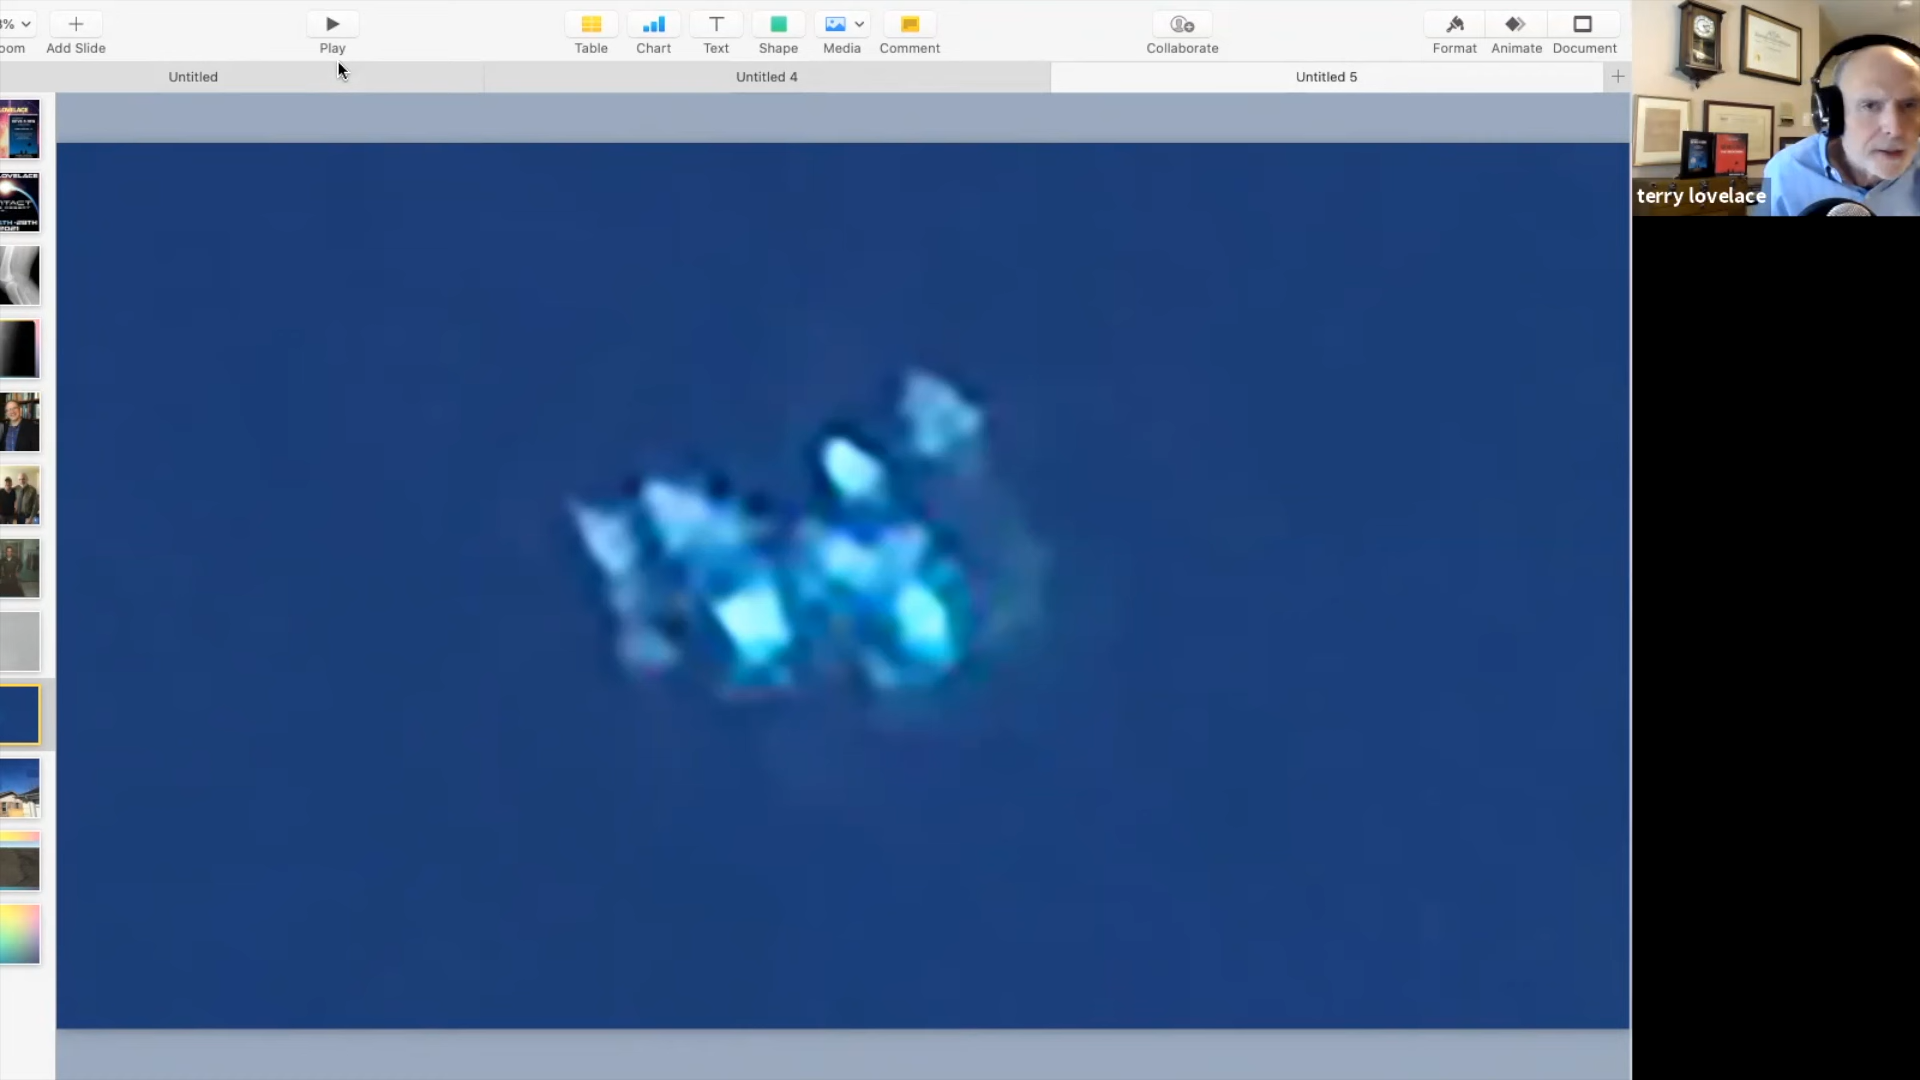 Add Slide
Play
Table
Chart
Text
Shape
Media
Comment
Collaborate
Format
Animate
Document
Untitled
Untitled 4
Untitled 5
terry lovelace